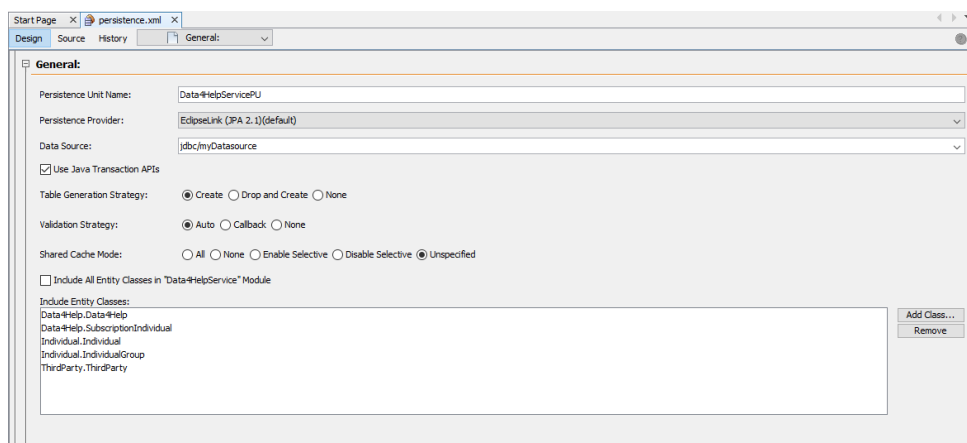 Start Page persistence.xml
Design Source History General:
General:
Persistence Unit Name: Data4HelpServicePU
Persistence Provider: EclipseLink (JPA 2.1)(default)
Data Source: jdbc/myDatasource
Use Java Transaction APIs
Table Generation Strategy: Create Drop and Create None
Validation Strategy: Auto Callback None
Shared Cache Mode: All None Enable Selective Disable Selective Unspecified
Include All Entity Classes in "Data4HelpService" Module
Include Entity Classes:
Data4Help.Data4Help Add Class...
Data4Help.SubscriptionIndividual Remove
Individual.Individual
Individual.IndividualGroup
ThirdParty.ThirdParty